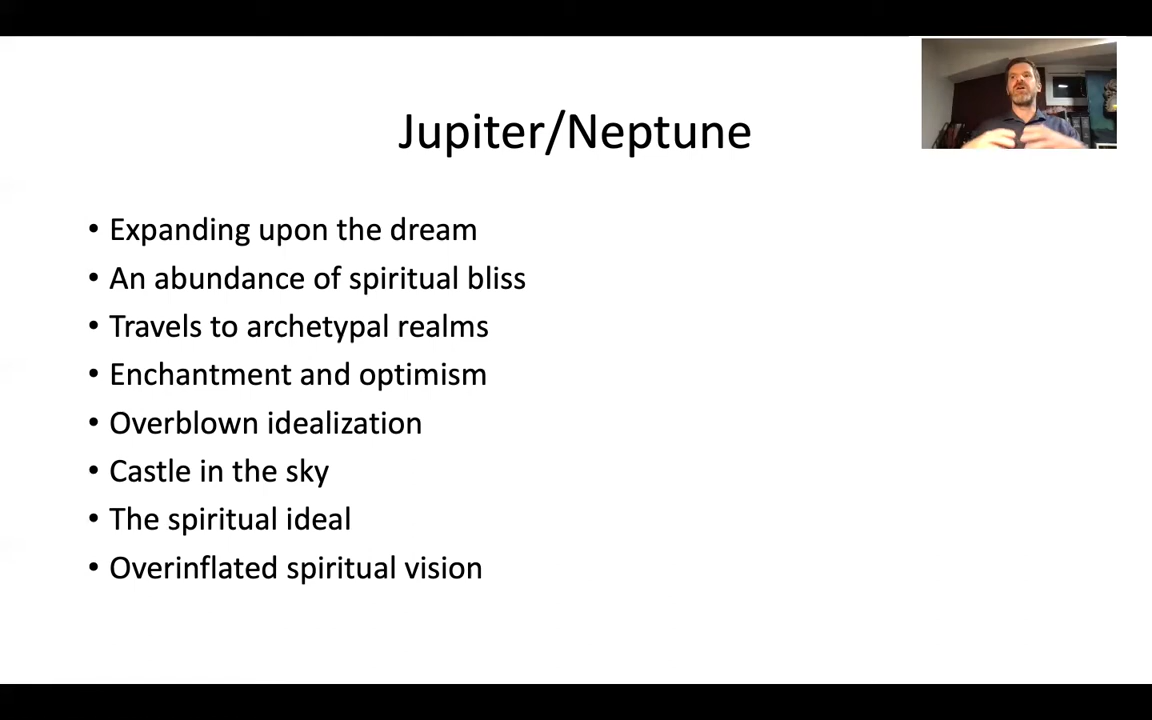 Jupiter/Neptune
• Expanding upon the dream
• An abundance of spiritual bliss
• Travels to archetypal realms
• Enchantment and optimism
• Overblown idealization
• Castle in the sky
• The spiritual ideal
• Overinflated spiritual vision